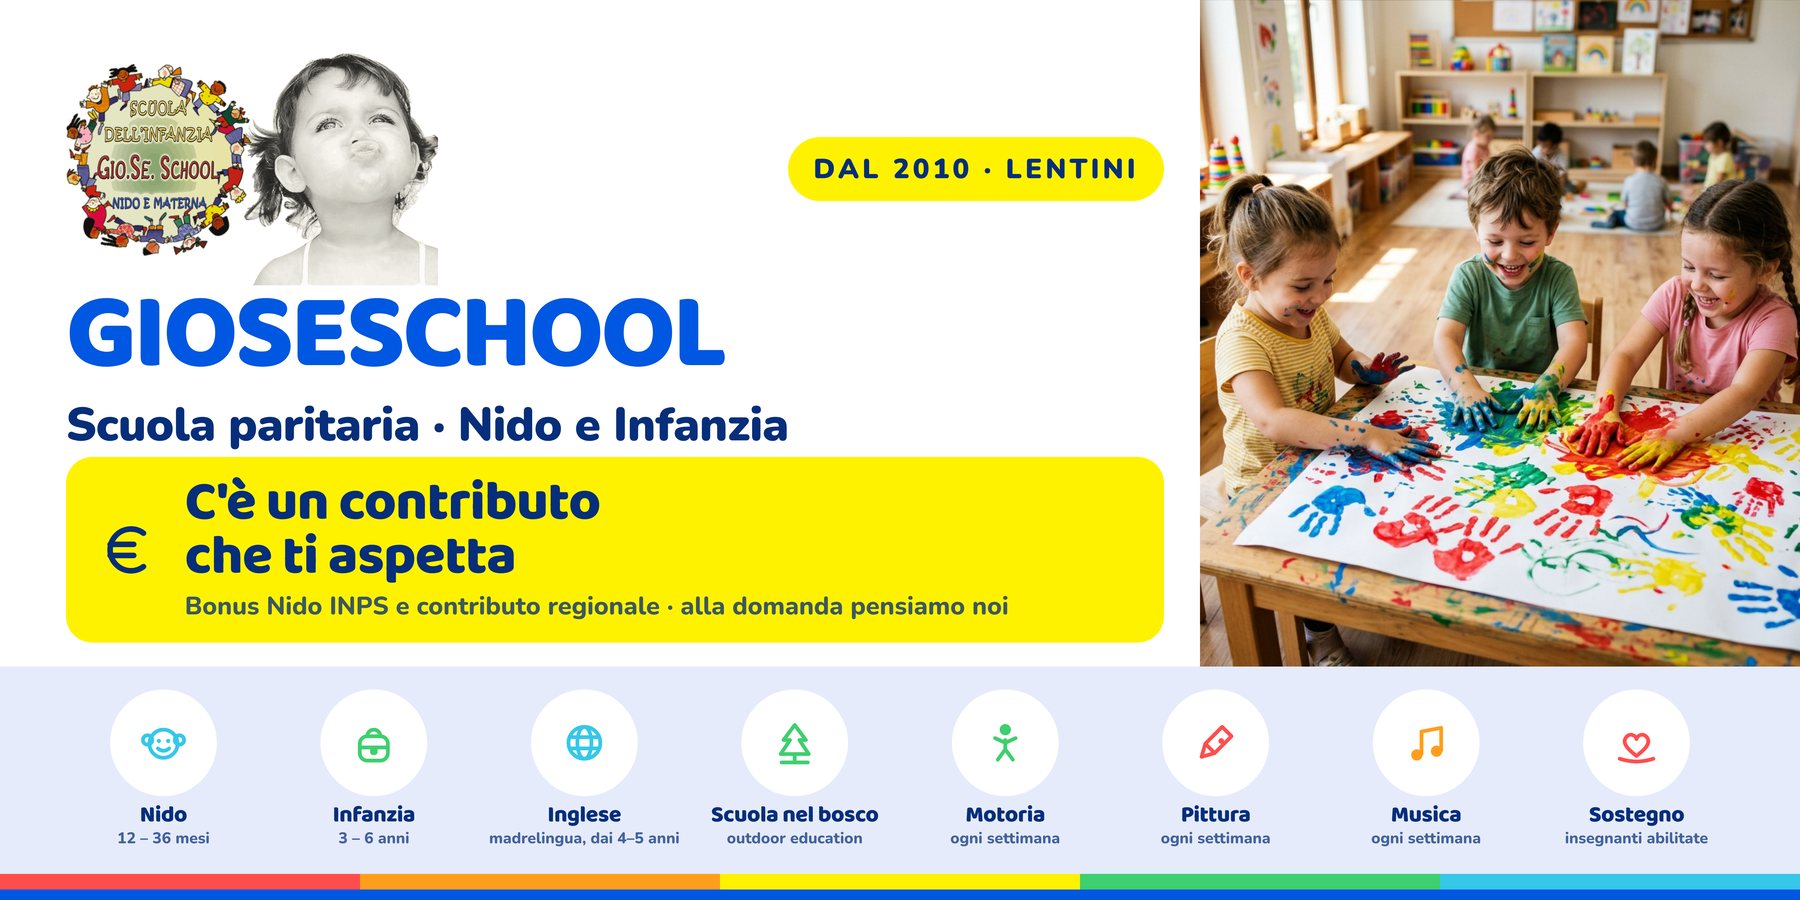 SCUOLA
DELL'INFANZIA
GIO.SE. SCHOOL
NIDO E MATERNA
DAL 2010 · LENTINI
GIOSESCHOOL
Scuola paritaria · Nido e Infanzia
€
C'è un contributo
che ti aspetta
Bonus Nido INPS e contributo regionale · alla domanda pensiamo noi
Nido
12 – 36 mesi
Infanzia
3 – 6 anni
Inglese
madrelingua, dai 4–5 anni
Scuola nel bosco
outdoor education
Motoria
ogni settimana
Pittura
ogni settimana
Musica
ogni settimana
Sostegno
insegnanti abilitate